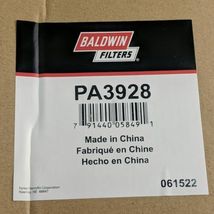 BALDWIN
FILTERS
PA3928
7 91440 05849 1
Made in China
Fabriqué en Chine
Hecho en China
061522